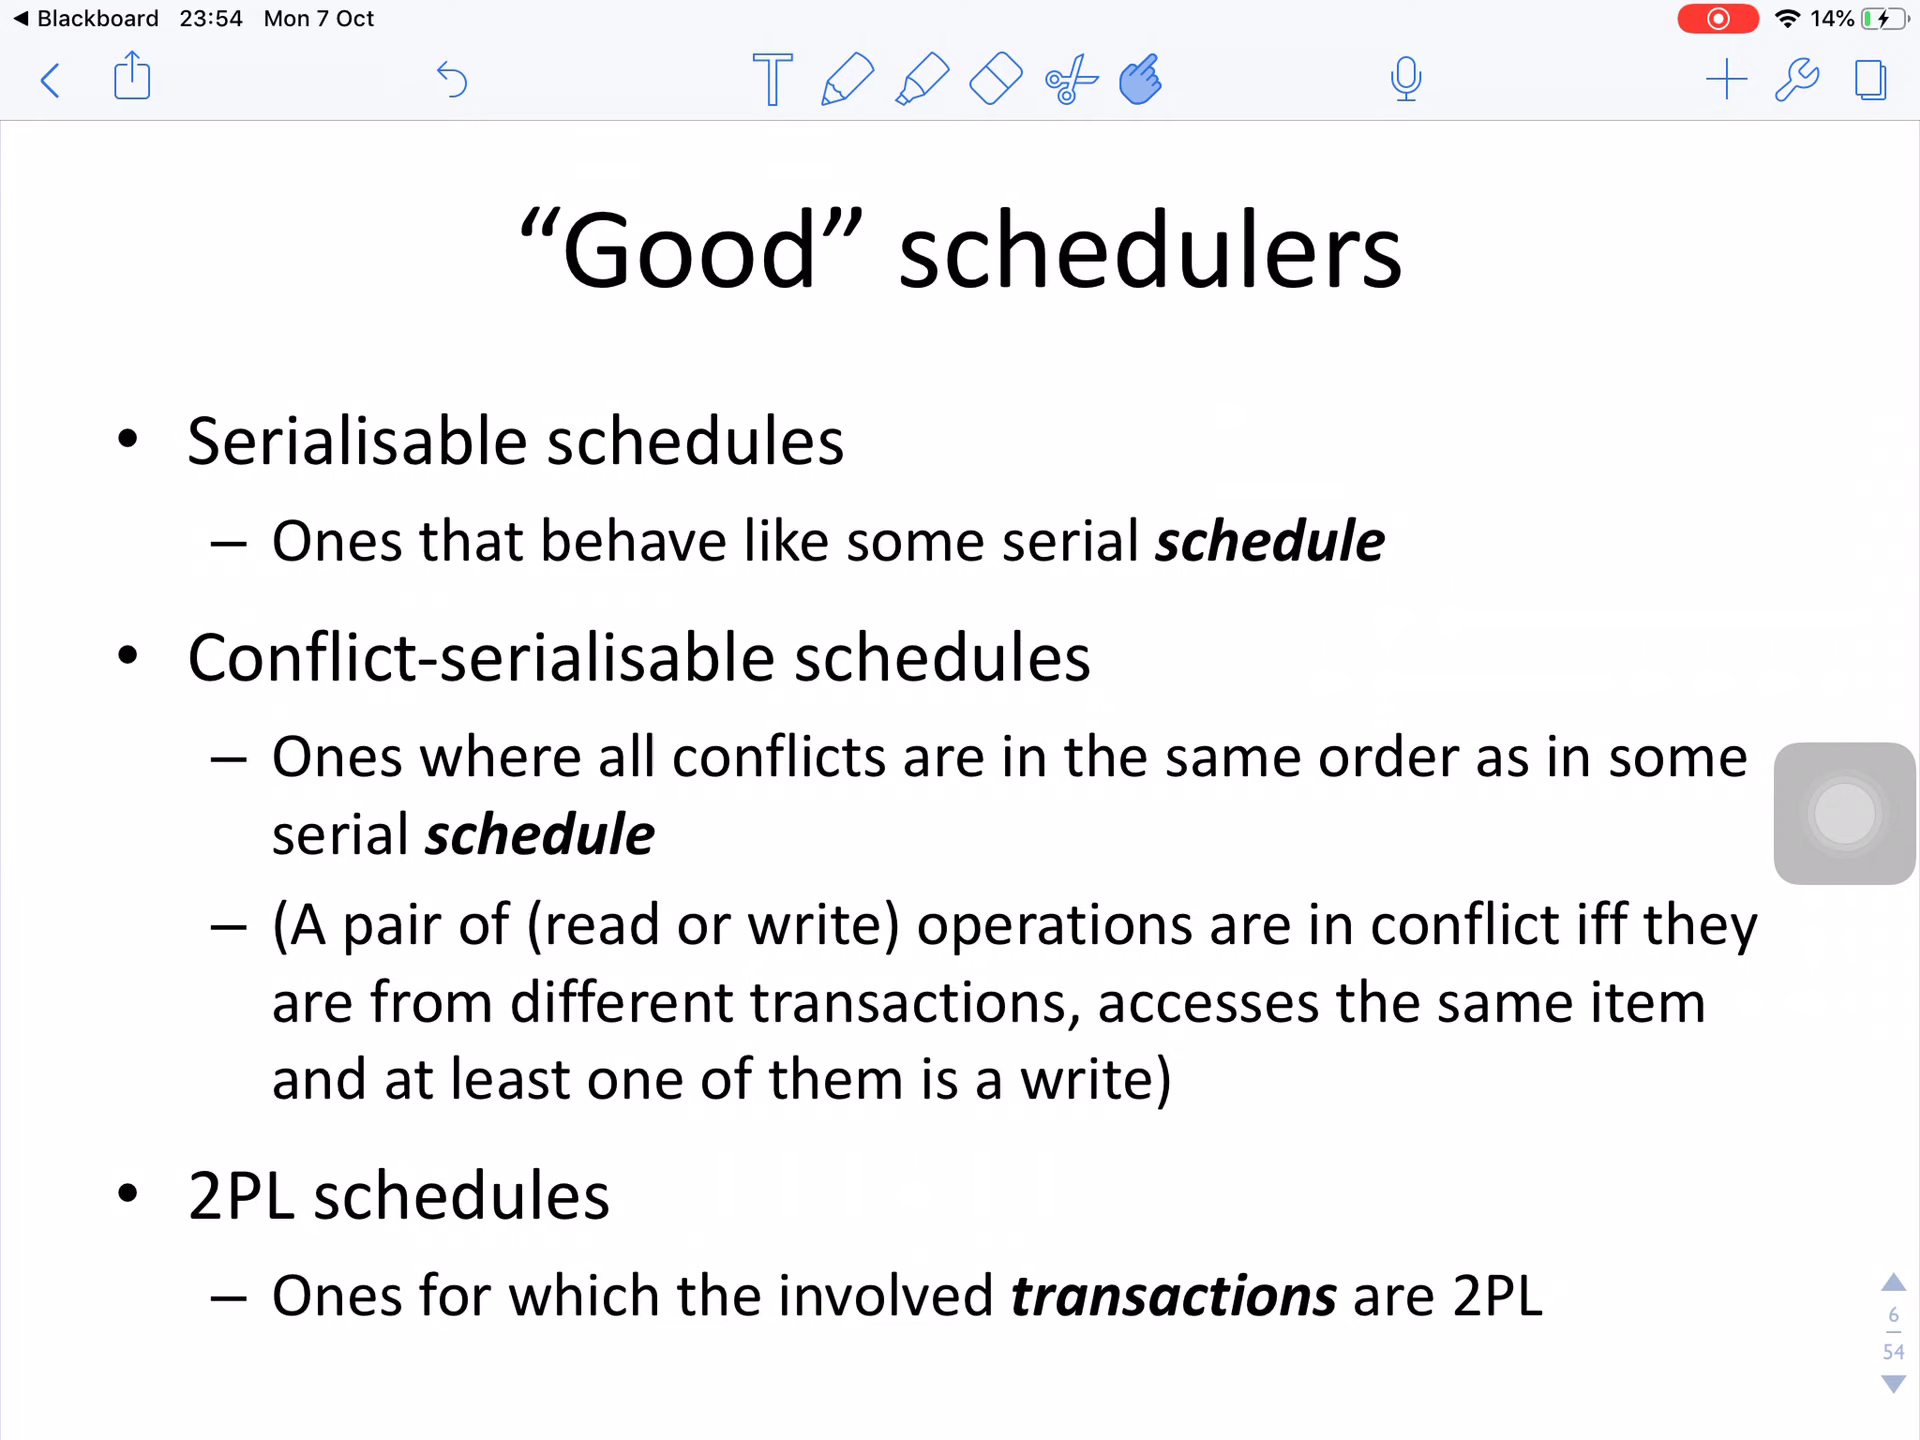 ◀ Blackboard 23:54 Mon 7 Oct 14%
“Good” schedulers
• Serialisable schedules
– Ones that behave like some serial schedule
• Conflict-serialisable schedules
– Ones where all conflicts are in the same order as in some
serial schedule
– (A pair of (read or write) operations are in conflict iff they
are from different transactions, accesses the same item
and at least one of them is a write)
• 2PL schedules
– Ones for which the involved transactions are 2PL
6
54